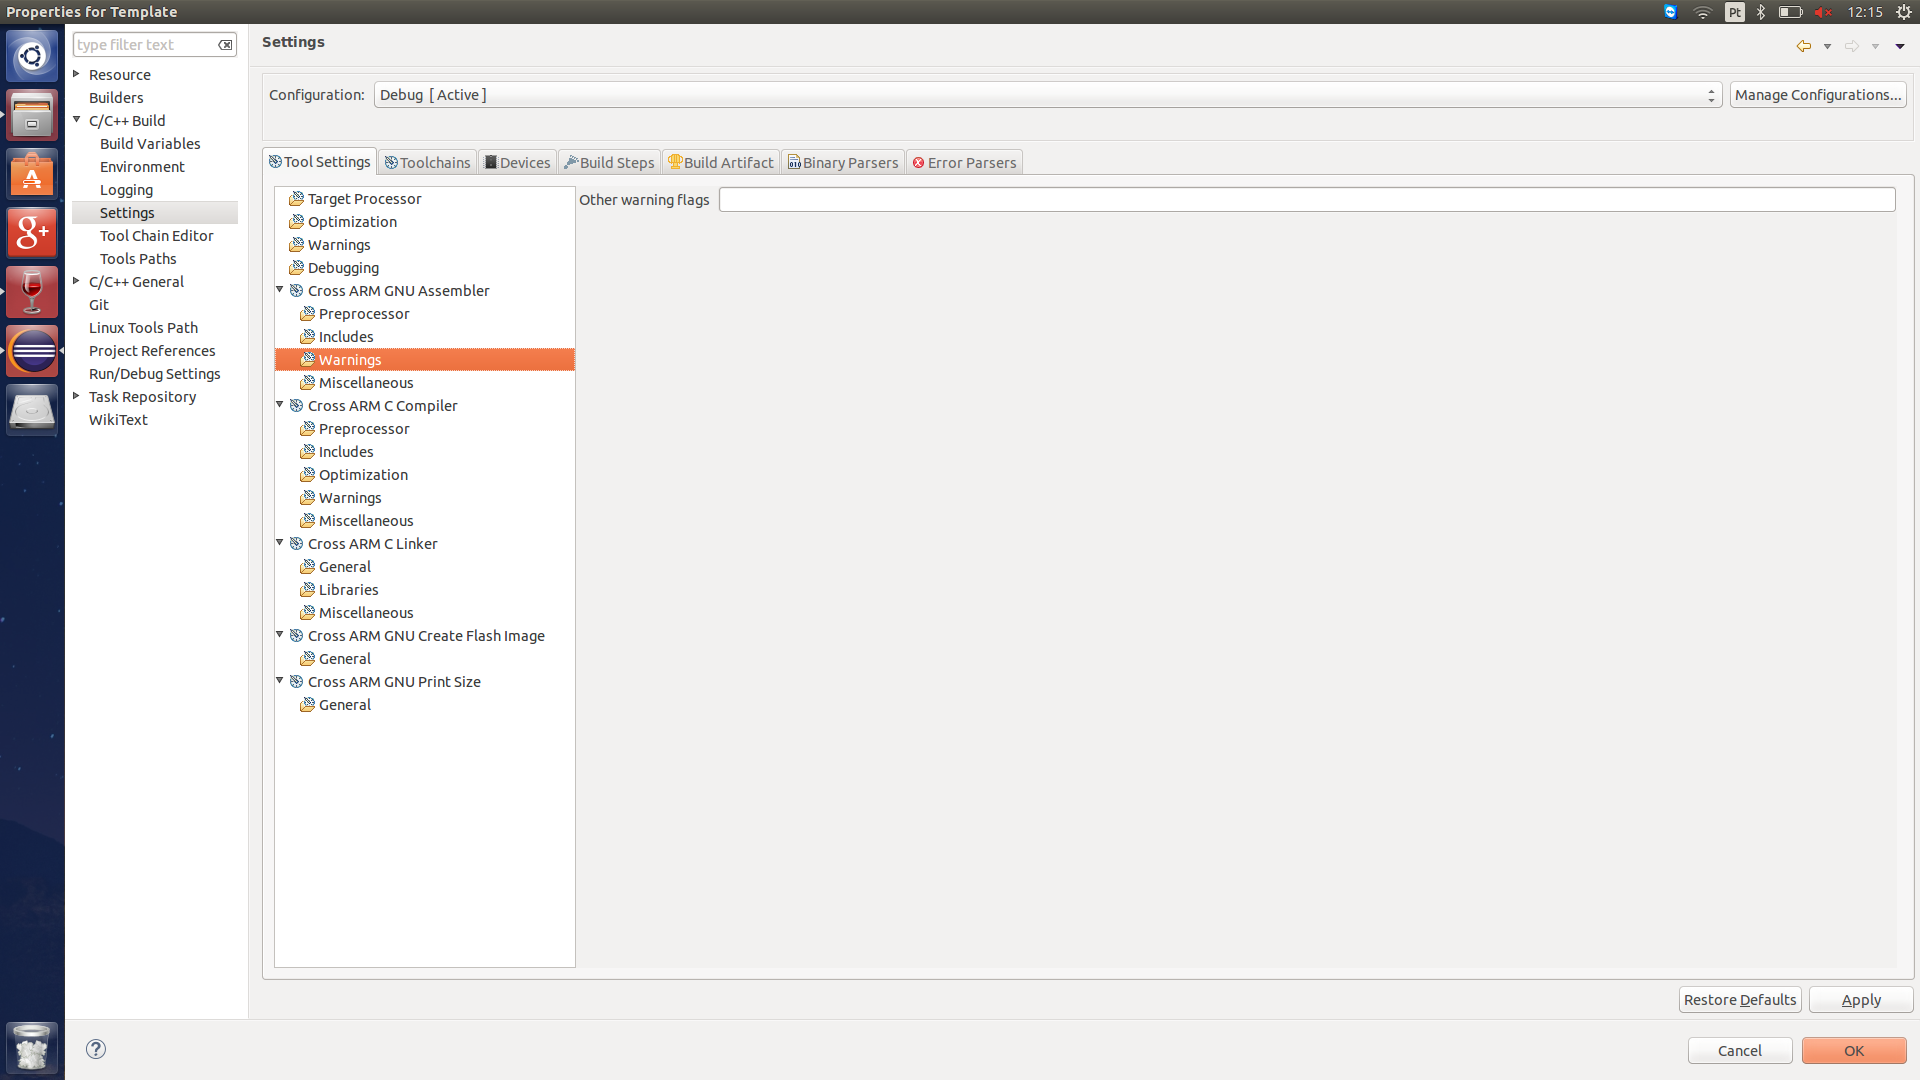 Properties for Template
Pt
12:15
type filter text
Resource
Builders
C/C++ Build
Build Variables
Environment
Logging
Settings
Tool Chain Editor
Tools Paths
C/C++ General
Git
Linux Tools Path
Project References
Run/Debug Settings
Task Repository
WikiText
Settings
Configuration:
Debug [ Active ]
Manage Configurations...
Tool Settings
Toolchains
Devices
Build Steps
Build Artifact
Binary Parsers
Error Parsers
Target Processor
Optimization
Warnings
Debugging
Cross ARM GNU Assembler
Preprocessor
Includes
Warnings
Miscellaneous
Cross ARM C Compiler
Preprocessor
Includes
Optimization
Warnings
Miscellaneous
Cross ARM C Linker
General
Libraries
Miscellaneous
Cross ARM GNU Create Flash Image
General
Cross ARM GNU Print Size
General
Other warning flags
Restore Defaults
Apply
Cancel
OK